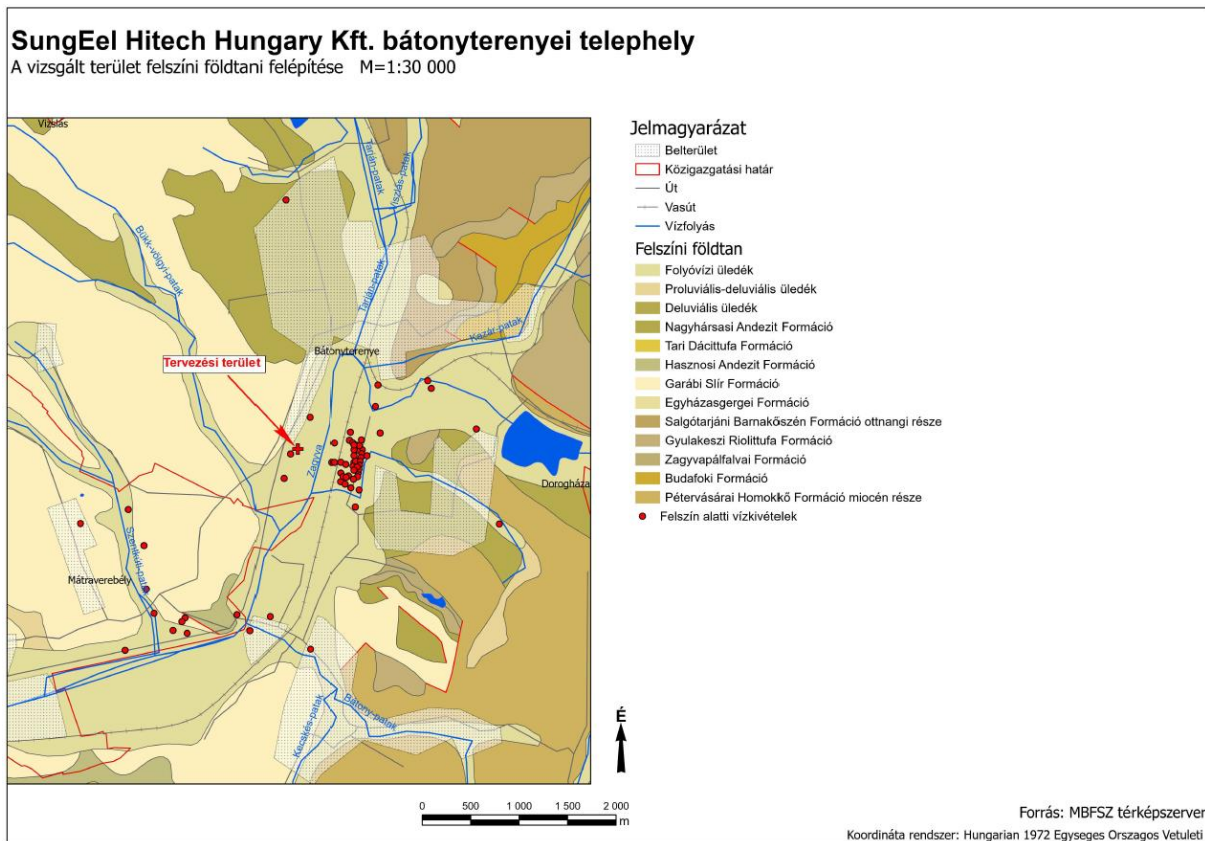 SungEel Hitech Hungary Kft. bátonyterenyei telephely
A vizsgált terület felszíni földtani felépítése M=1:30 000
Vizslás
Tarján-patak
Viszlás-patak
Bükk-völgyi-patak
Tarján-patak
Kazár-patak
Bátonyterenye
Tervezési terület
Zagyva
Dorogháza
Szentkúti-patak
Mátraverebély
Kecskés-patak
Bátony-patak
Jelmagyarázat
Belterület
Közigazgatási határ
Út
Vasút
Vízfolyás
Felszíni földtan
Folyóvízi üledék
Proluviális-deluviális üledék
Deluviális üledék
Nagyhársasi Andezit Formáció
Tari Dácittufa Formáció
Hasznosi Andezit Formáció
Garábi Slír Formáció
Egyházasgergei Formáció
Salgótarjáni Barnakőszén Formáció ottnangi része
Gyulakeszi Riolittufa Formáció
Zagyvapálfalvai Formáció
Budafoki Formáció
Pétervásárai Homokkő Formáció miocén része
Felszín alatti vízkivételek
É
0 500 1 000 1 500 2 000
m
Forrás: MBFSZ térképszerver
Koordináta rendszer: Hungarian 1972 Egyseges Orszagos Vetuleti